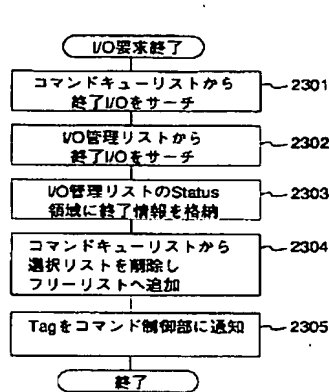 I/O要求終了
コマンドキューリストから
終了I/Oをサーチ
2301
I/O管理リストから
終了I/Oをサーチ
2302
I/O管理リストのStatus
領域に終了情報を格納
2303
コマンドキューリストから
選択リストを削除し
フリーリストへ追加
2304
Tagをコマンド制御部に通知
2305
終了